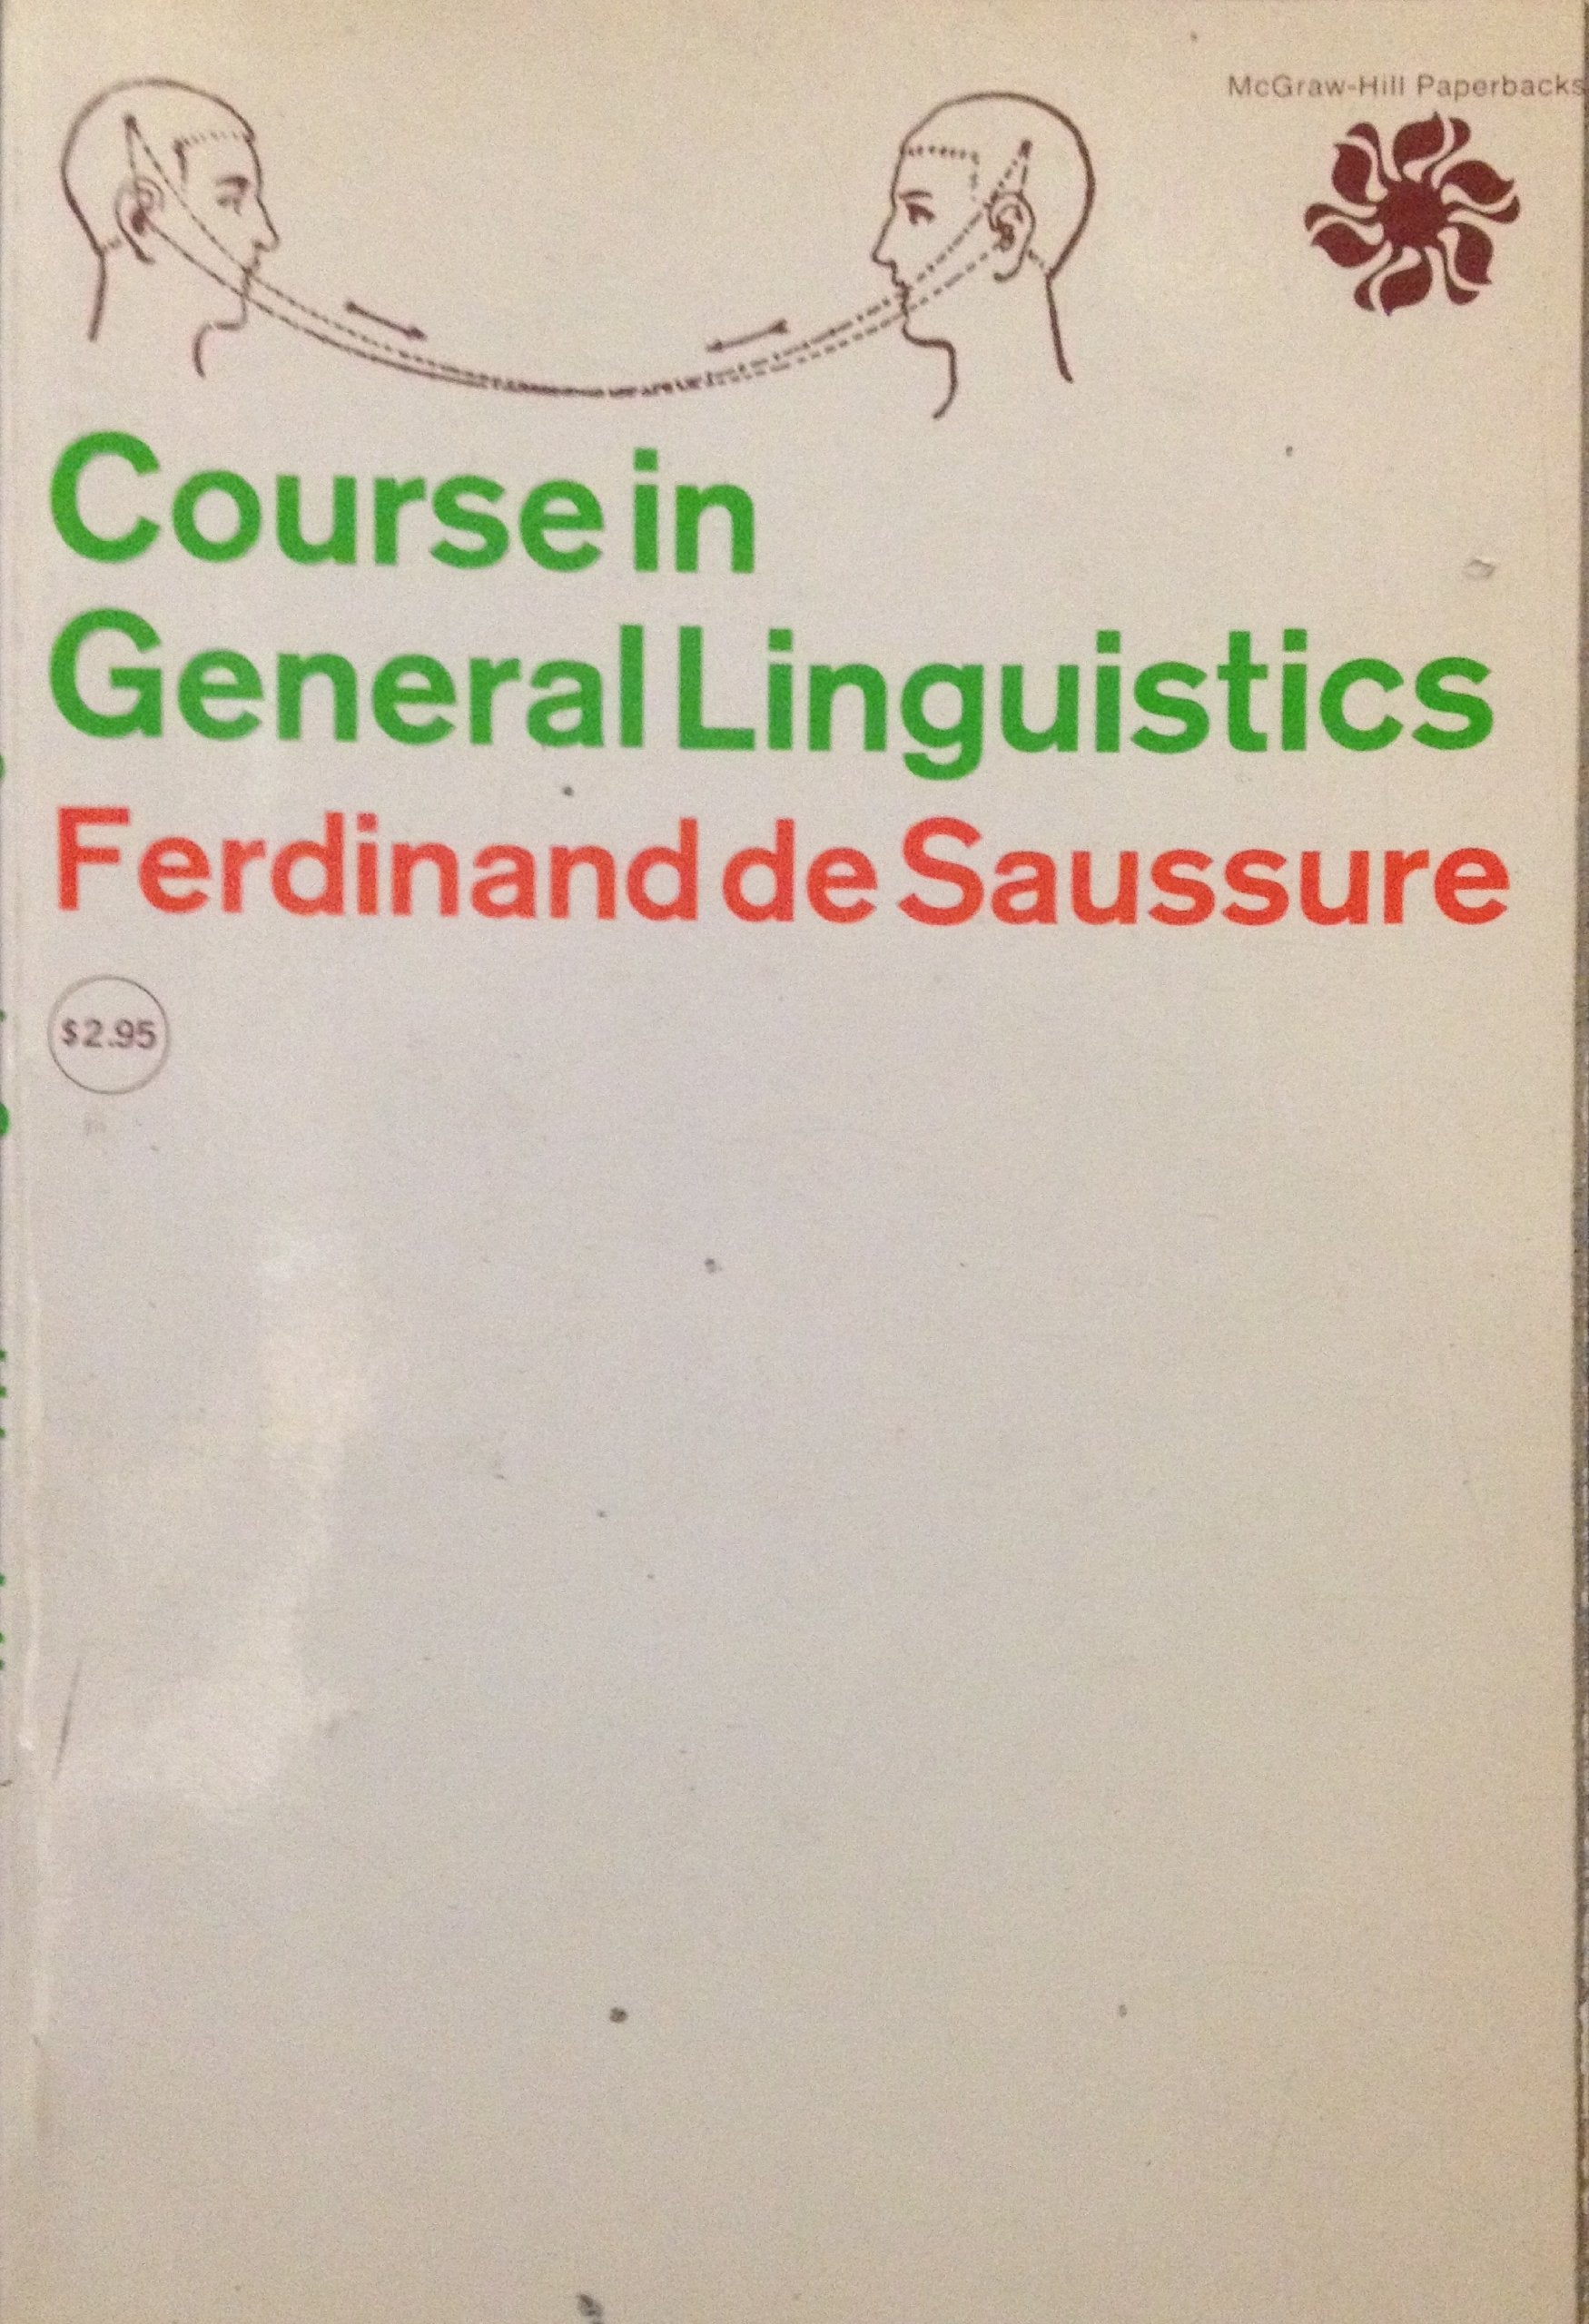 McGraw-Hill Paperbacks
Course in
General Linguistics
Ferdinand de Saussure
$2.95